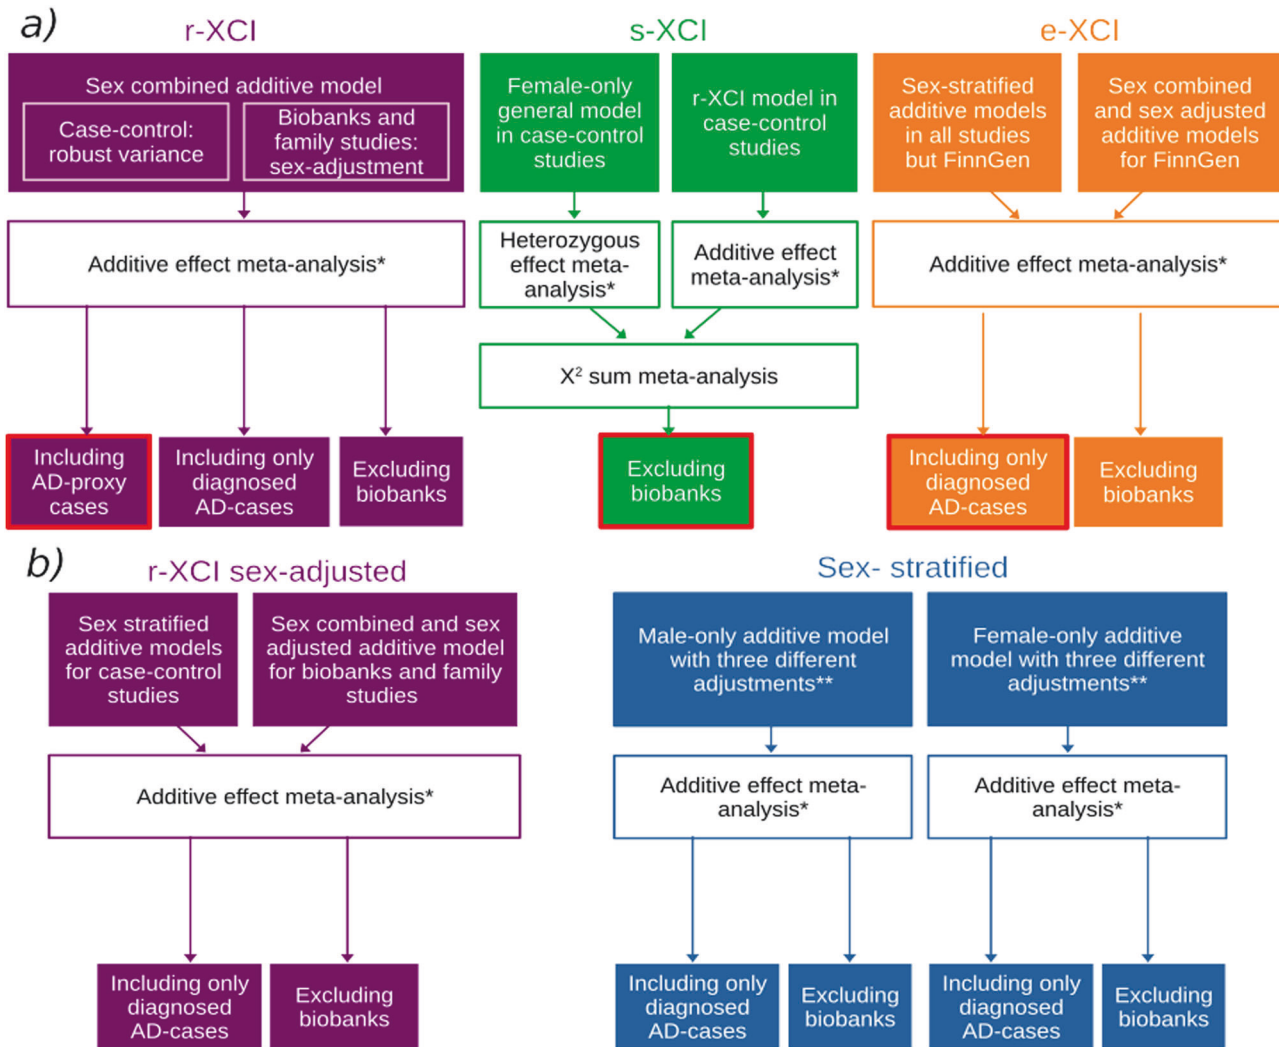 a)
r-XCI
Sex combined additive model
Case-control:
robust variance
Biobanks and
family studies:
sex-adjustment
Additive effect meta-analysis*
Including
AD-proxy
cases
Including only
diagnosed
AD-cases
Excluding
biobanks
s-XCI
Female-only
general model
in case-control
studies
r-XCI model in
case-control
studies
Heterozygous
effect meta-
analysis*
Additive effect
meta-analysis*
X² sum meta-analysis
Excluding
biobanks
e-XCI
Sex-stratified
additive models
in all studies
but FinnGen
Sex combined
and sex adjusted
additive models
for FinnGen
Additive effect meta-analysis*
Including only
diagnosed
AD-cases
Excluding
biobanks
b)
r-XCI sex-adjusted
Sex stratified
additive models
for case-control
studies
Sex combined and sex
adjusted additive model
for biobanks and family
studies
Additive effect meta-analysis*
Including only
diagnosed
AD-cases
Excluding
biobanks
Sex- stratified
Male-only additive model
with three different
adjustments**
Female-only additive
model with three different
adjustments**
Additive effect meta-
analysis*
Additive effect meta-
analysis*
Including only
diagnosed
AD-cases
Excluding
biobanks
Including only
diagnosed
AD-cases
Excluding
biobanks